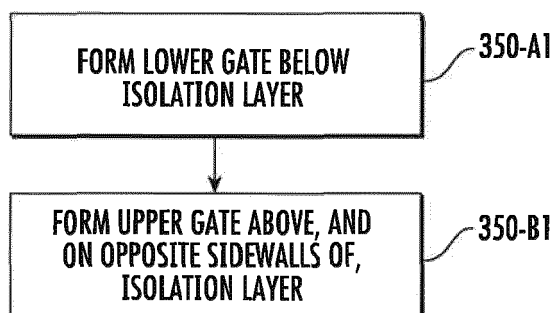 FORM LOWER GATE BELOW
ISOLATION LAYER
350-A1
FORM UPPER GATE ABOVE, AND
ON OPPOSITE SIDEWALLS OF,
ISOLATION LAYER
350-B1